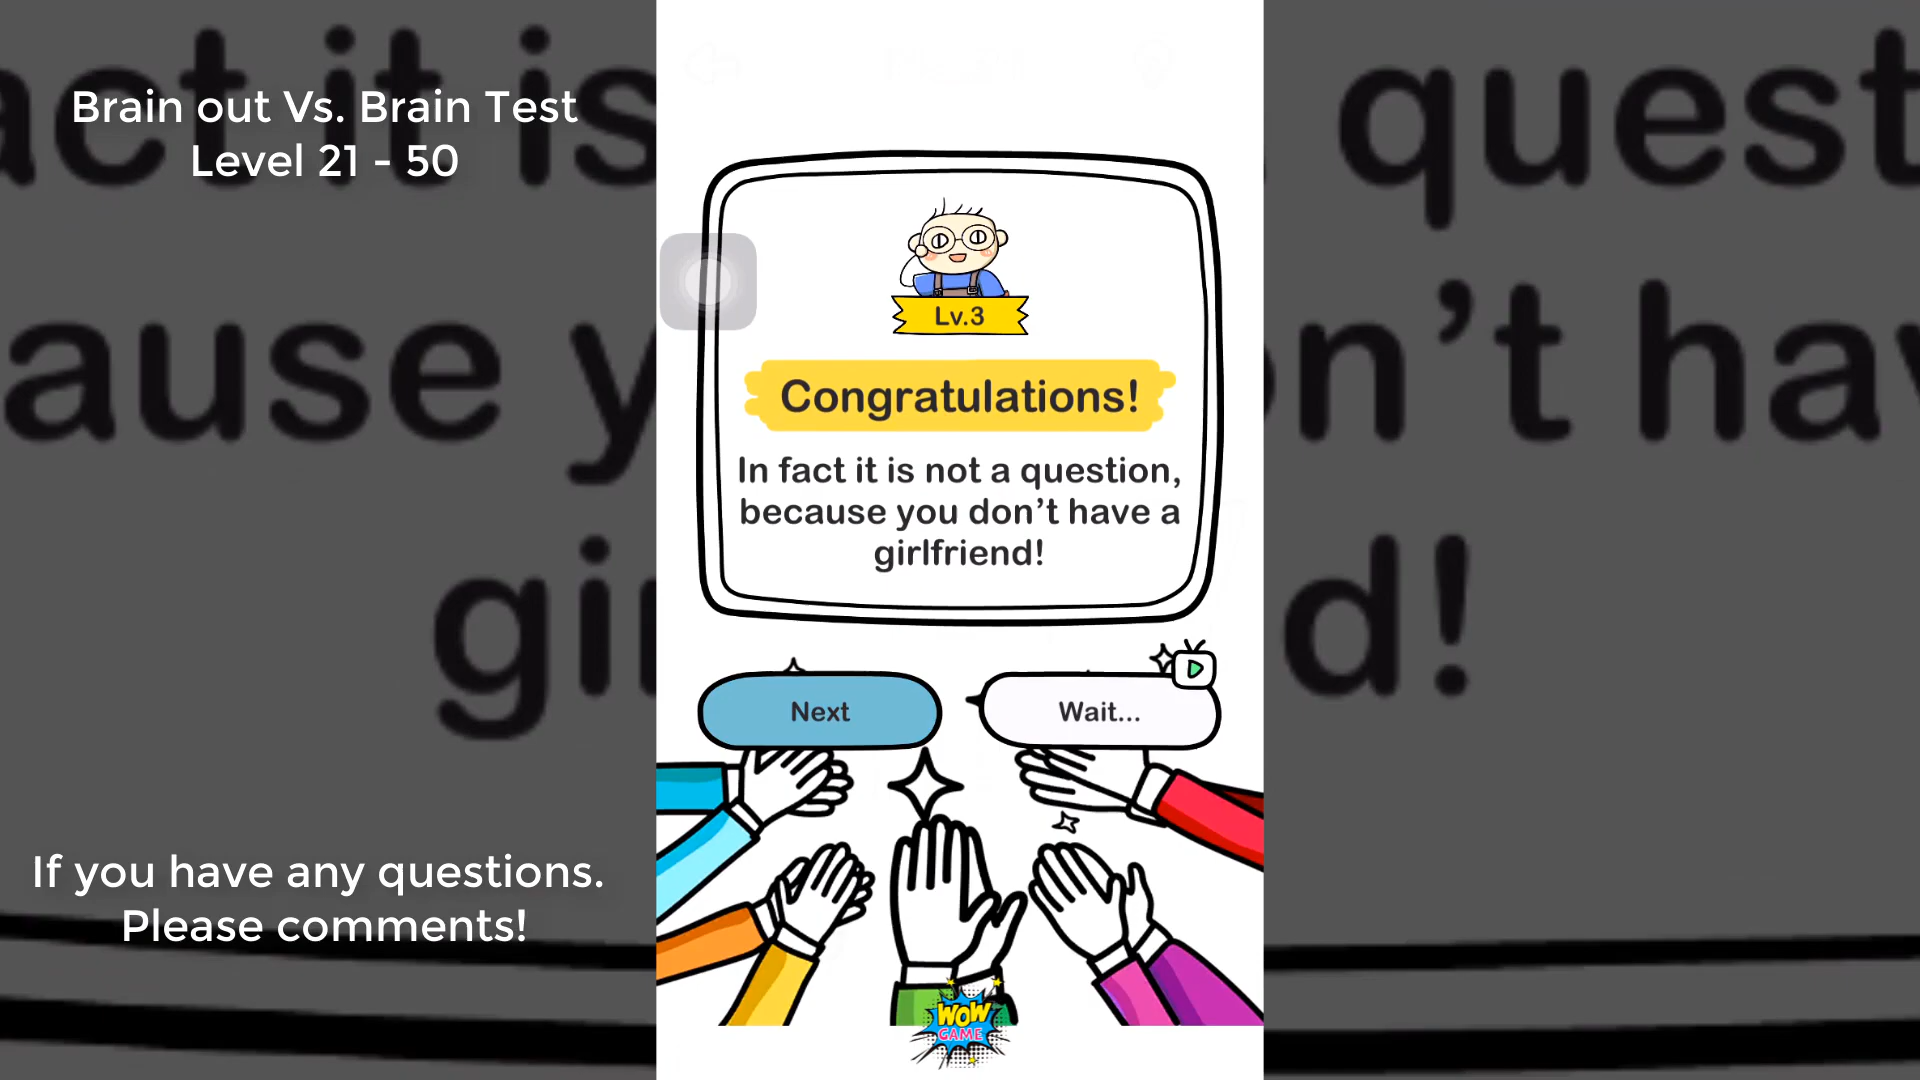 Brain out Vs. Brain Test
Level 21 - 50
Lv.3
Congratulations!
In fact it is not a question,
because you don’t have a
girlfriend!
Next
Wait...
If you have any questions.
Please comments!
WOW
GAME